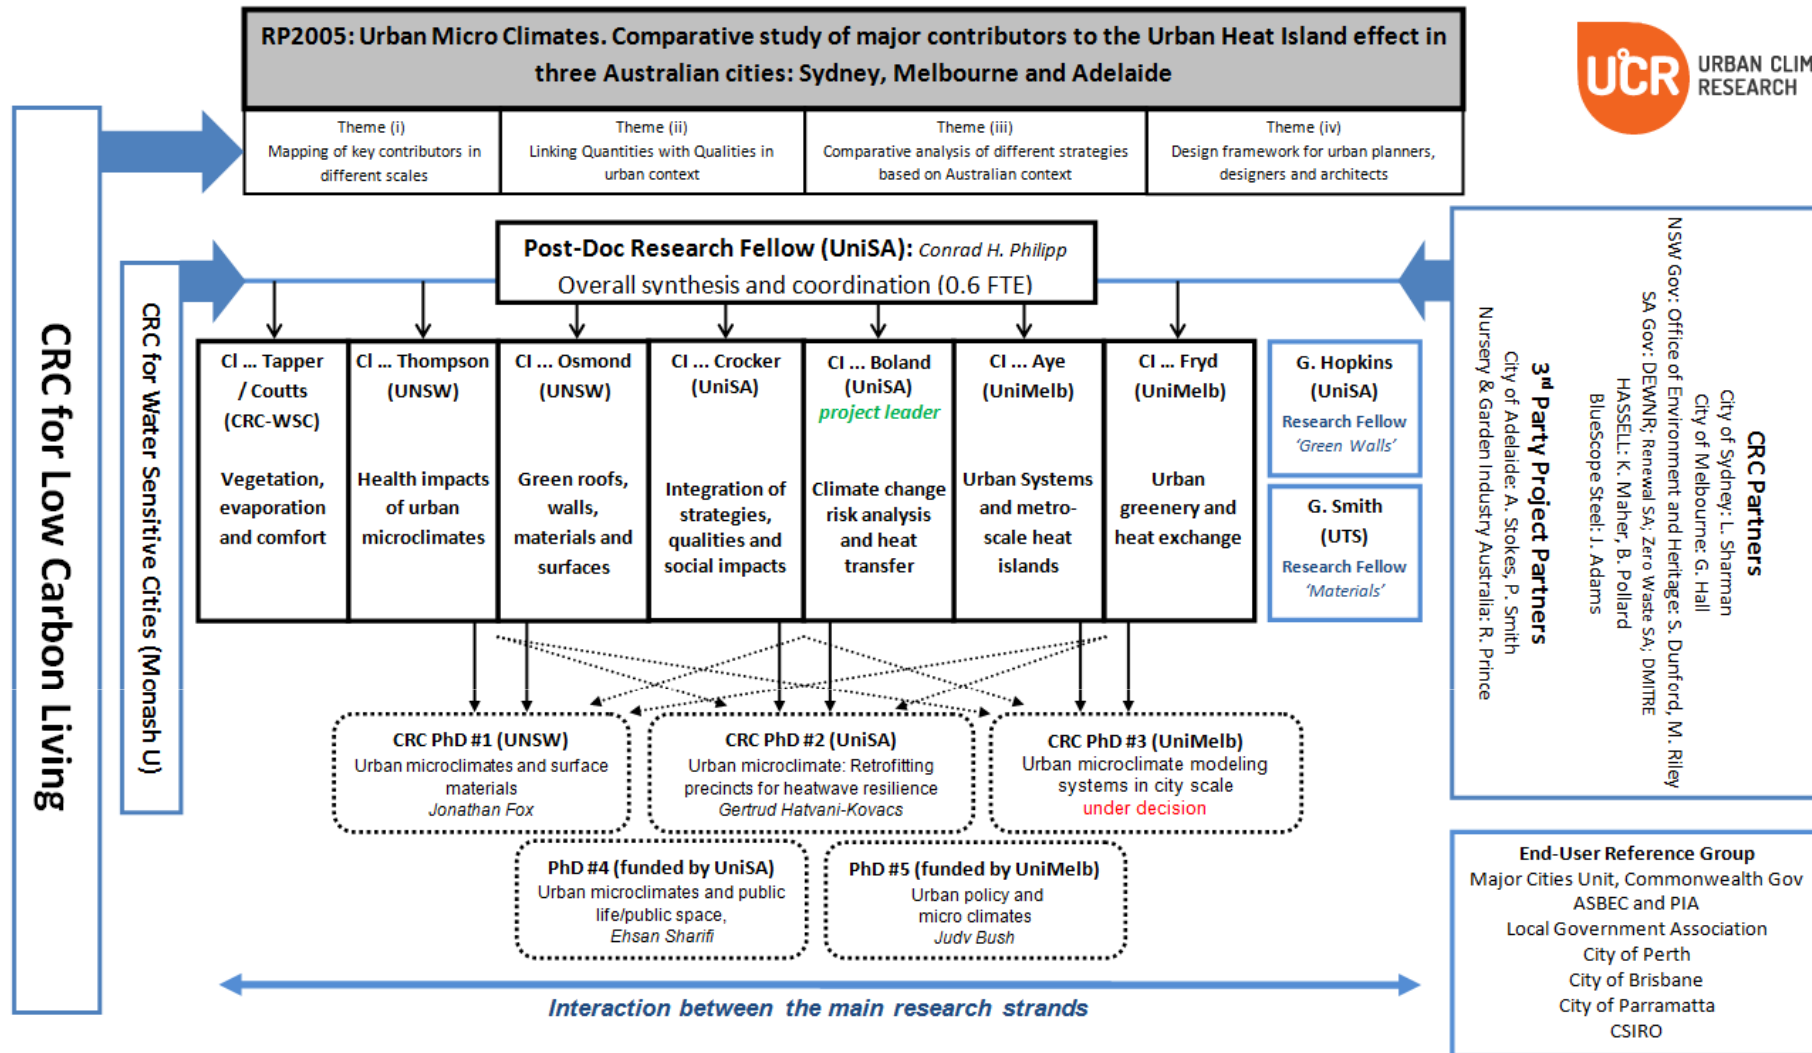 RP2005: Urban Micro Climates. Comparative study of major contributors to the Urban Heat Island effect in
three Australian cities: Sydney, Melbourne and Adelaide
UCR
URBAN CLIM
RESEARCH
Theme (i)
Mapping of key contributors in
different scales
Theme (ii)
Linking Quantities with Qualities in
urban context
Theme (iii)
Comparative analysis of different strategies
based on Australian context
Theme (iv)
Design framework for urban planners,
designers and architects
CRC for Low Carbon Living
CRC for Water Sensitive Cities (Monash U)
Post-Doc Research Fellow (UniSA): Conrad H. Philipp
Overall synthesis and coordination (0.6 FTE)
CI ... Tapper
/ Coutts
(CRC-WSC)
Vegetation,
evaporation
and comfort
CI ... Thompson
(UNSW)
Health impacts
of urban
microclimates
CI ... Osmond
(UNSW)
Green roofs,
walls,
materials and
surfaces
CI ... Crocker
(UniSA)
Integration of
strategies,
qualities and
social impacts
CI ... Boland
(UniSA)
project leader
Climate change
risk analysis
and heat
transfer
CI ... Aye
(UniMelb)
Urban Systems
and metro-
scale heat
islands
CI ... Fryd
(UniMelb)
Urban
greenery and
heat exchange
G. Hopkins
(UniSA)
Research Fellow
‘Green Walls’
G. Smith
(UTS)
Research Fellow
‘Materials’
CRC Partners
City of Sydney: L. Sharman
City of Melbourne: G. Hall
NSW Gov: Office of Environment and Heritage: S. Dunford, M. Riley
SA Gov: DEWNR; Renewal SA; Zero Waste SA; DMITRE
HASSELL: K. Maher, B. Pollard
BlueScope Steel: J. Adams
3rd Party Project Partners
City of Adelaide: A. Stokes, P. Smith
Nursery & Garden Industry Australia: R. Prince
CRC PhD #1 (UNSW)
Urban microclimates and surface
materials
Jonathan Fox
CRC PhD #2 (UniSA)
Urban microclimate: Retrofitting
precincts for heatwave resilience
Gertrud Hatvani-Kovacs
CRC PhD #3 (UniMelb)
Urban microclimate modeling
systems in city scale
under decision
PhD #4 (funded by UniSA)
Urban microclimates and public
life/public space,
Ehsan Sharifi
PhD #5 (funded by UniMelb)
Urban policy and
micro climates
Judy Bush
End-User Reference Group
Major Cities Unit, Commonwealth Gov
ASBEC and PIA
Local Government Association
City of Perth
City of Brisbane
City of Parramatta
CSIRO
Interaction between the main research strands